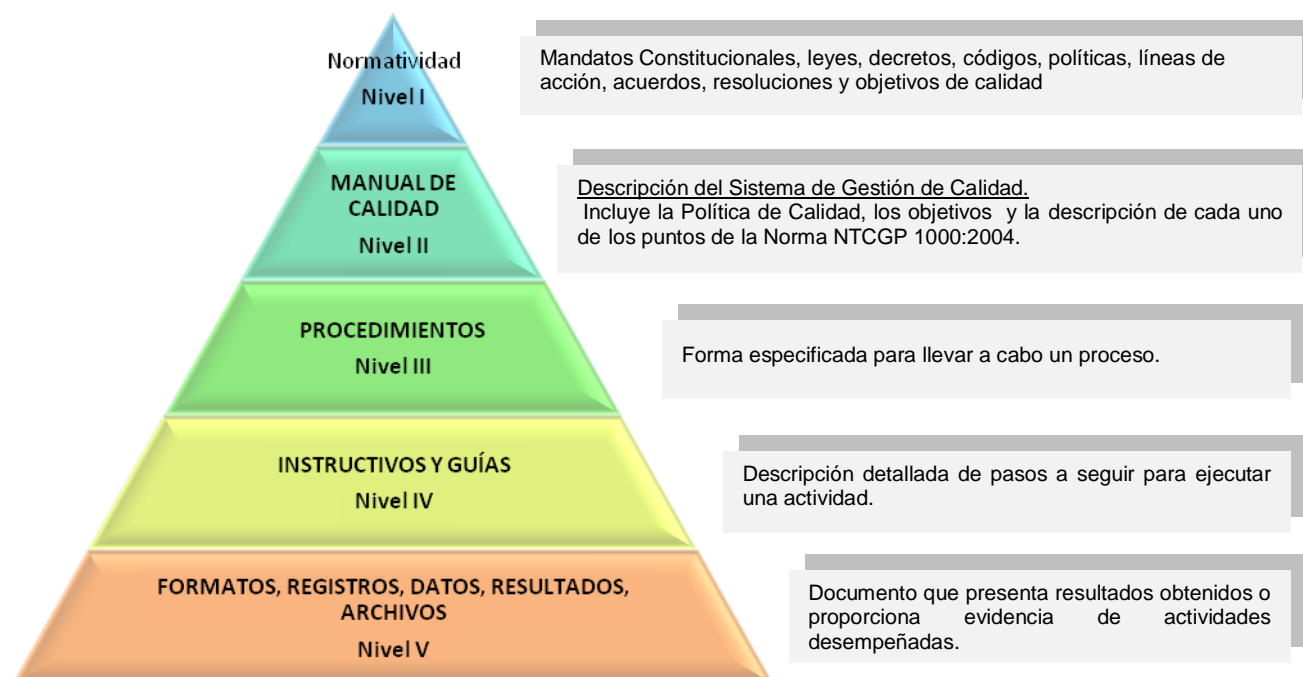 Normatividad
Nivel I
Mandatos Constitucionales, leyes, decretos, códigos, políticas, líneas de
acción, acuerdos, resoluciones y objetivos de calidad
MANUAL DE
CALIDAD
Nivel II
Descripción del Sistema de Gestión de Calidad.
Incluye la Política de Calidad, los objetivos y la descripción de cada uno
de los puntos de la Norma NTCGP 1000:2004.
PROCEDIMIENTOS
Nivel III
Forma especificada para llevar a cabo un proceso.
INSTRUCTIVOS Y GUÍAS
Nivel IV
Descripción detallada de pasos a seguir para ejecutar
una actividad.
FORMATOS, REGISTROS, DATOS, RESULTADOS,
ARCHIVOS
Nivel V
Documento que presenta resultados obtenidos o
proporciona evidencia de actividades
desempeñadas.